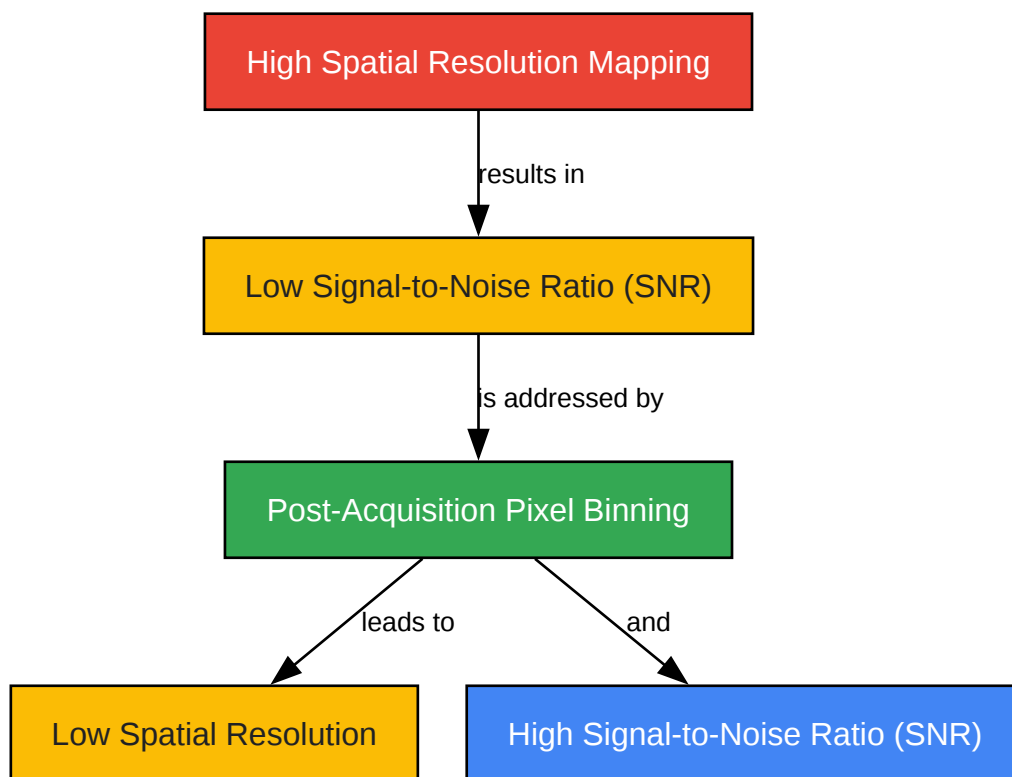 High Spatial Resolution Mapping
results in
Low Signal-to-Noise Ratio (SNR)
is addressed by
Post-Acquisition Pixel Binning
leads to
and
Low Spatial Resolution
High Signal-to-Noise Ratio (SNR)